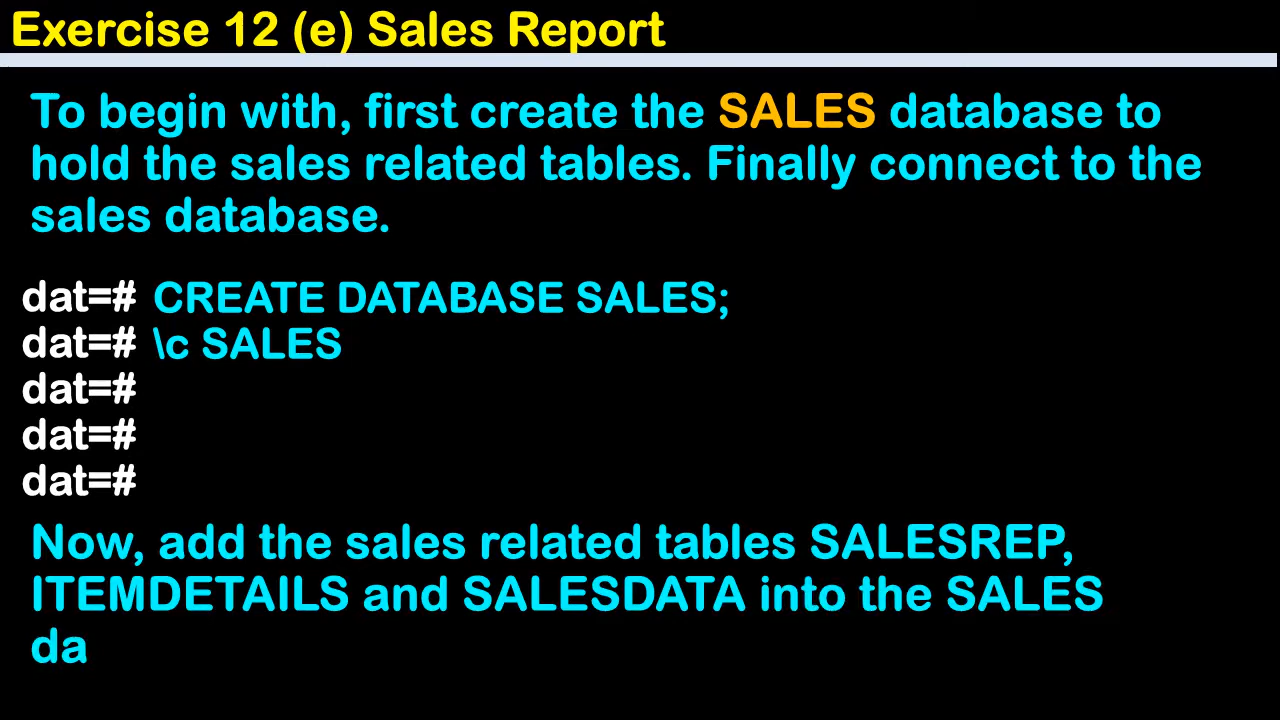 Exercise 12 (e) Sales Report
To begin with, first create the SALES database to
hold the sales related tables. Finally connect to the
sales database.
dat=# CREATE DATABASE SALES;
dat=# \c SALES
dat=#
dat=#
dat=#
Now, add the sales related tables SALESREP,
ITEMDETAILS and SALESDATA into the SALES
da